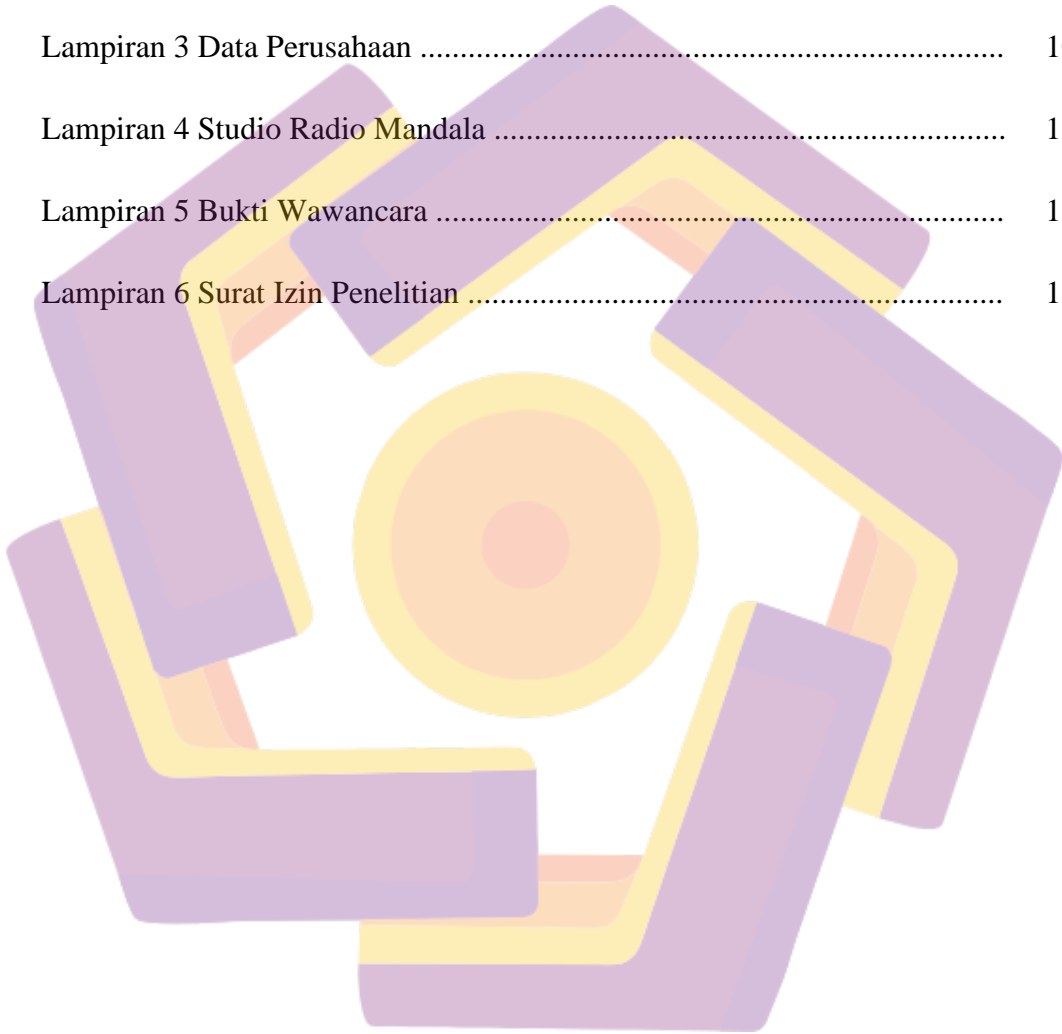 Lampiran 3 Data Perusahaan ........................................................................ 1
Lampiran 4 Studio Radio Mandala ............................................................... 1
Lampiran 5 Bukti Wawancara ...................................................................... 1
Lampiran 6 Surat Izin Penelitian .................................................................. 1